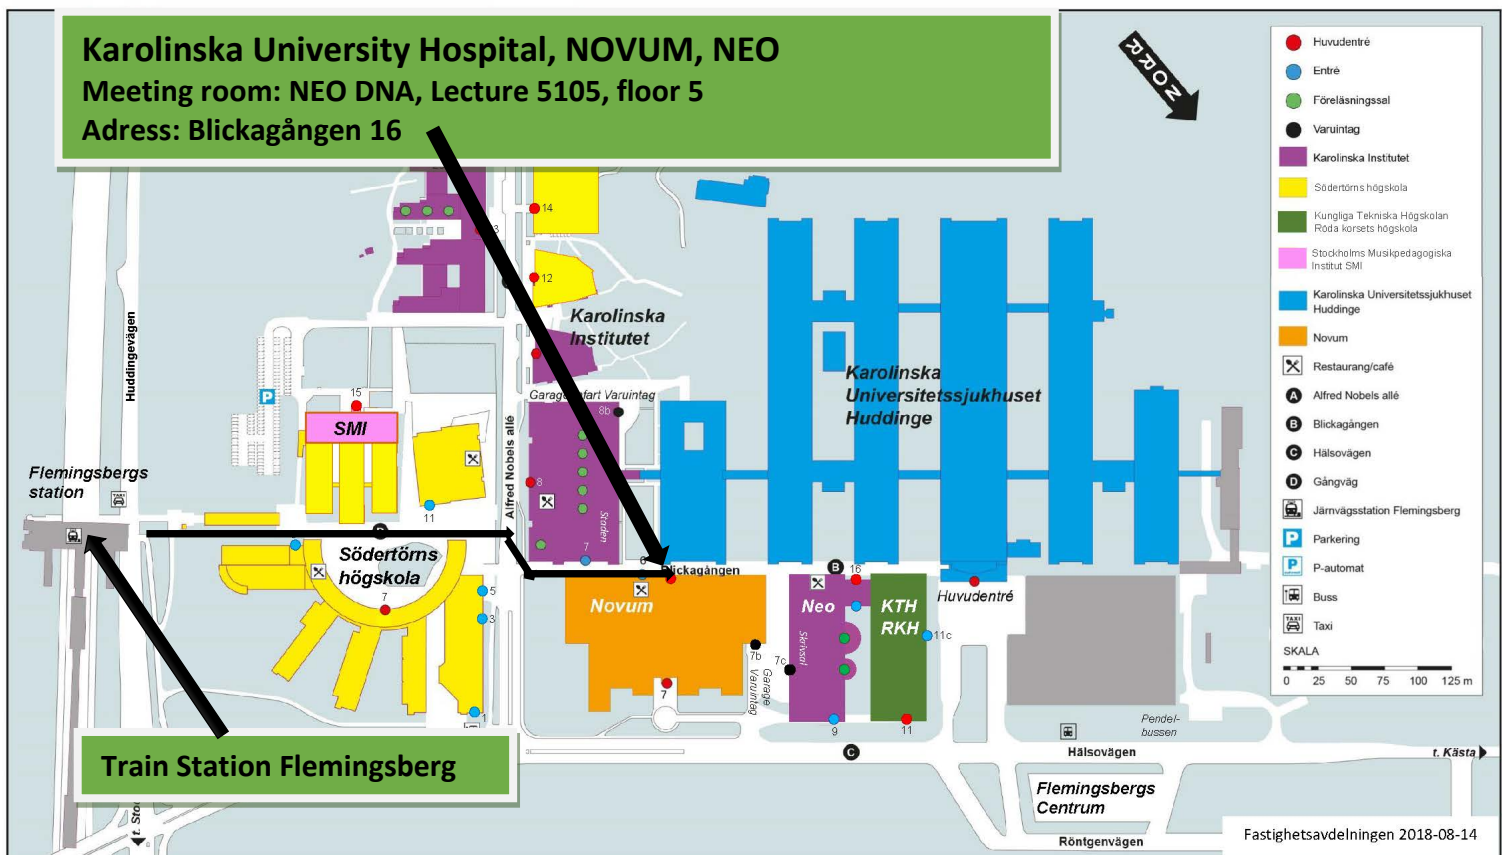 Karolinska University Hospital, NOVUM, NEO
Meeting room: NEO DNA, Lecture 5105, floor 5
Adress: Blickagången 16
NORR
Huvudentré
Entré
Föreläsningssal
Varuintag
Karolinska Institutet
Södertörns högskola
Kungliga Tekniska Högskolan
Röda korsets högskola
Stockholms Musikpedagogiska
Institut SMI
Karolinska Universitetssjukhuset
Huddinge
Novum
Restaurang/café
A Alfred Nobels allé
B Blickagången
C Hälsovägen
D Gångväg
Järnvägsstation Flemingsberg
P Parkering
P P-automat
Buss
TAXI Taxi
SKALA
0 25 50 75 100 125 m
Huddingevägen
14
3
12
Karolinska
Institutet
Karolinska
Universitetssjukhuset
Huddinge
P
15
SMI
Alfred Nobels allé
Varuintag
8b
8
Staden
7
6
Flemingsbergs
station
TAXI
11
Södertörns
högskola
7
5
3
1
Blickagången
B
16
Novum
7b
7
Garage
Varuintag
7c
Neo
Skrivsal
9
KTH
RKH
11c
11
Huvudentré
Train Station Flemingsberg
C
Hälsovägen
Pendel-
bussen
t. Kästa
Flemingsbergs
Centrum
Röntgenvägen
Fastighetsavdelningen 2018-08-14